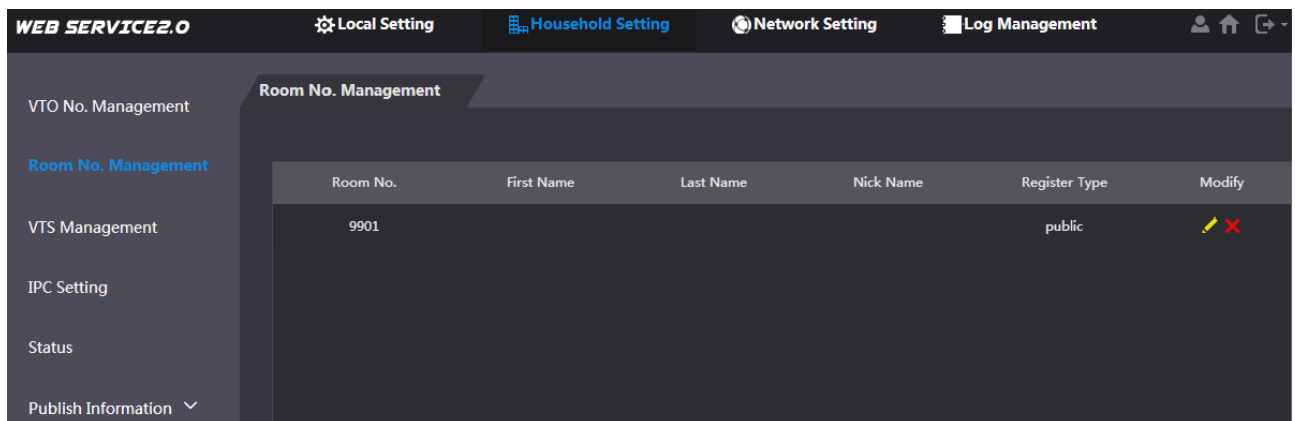 WEB SERVICE2.0 Local Setting Household Setting Network Setting Log Management
VTO No. Management
Room No. Management
VTS Management
IPC Setting
Status
Publish Information
Room No. Management
Room No. First Name Last Name Nick Name Register Type Modify
9901 public